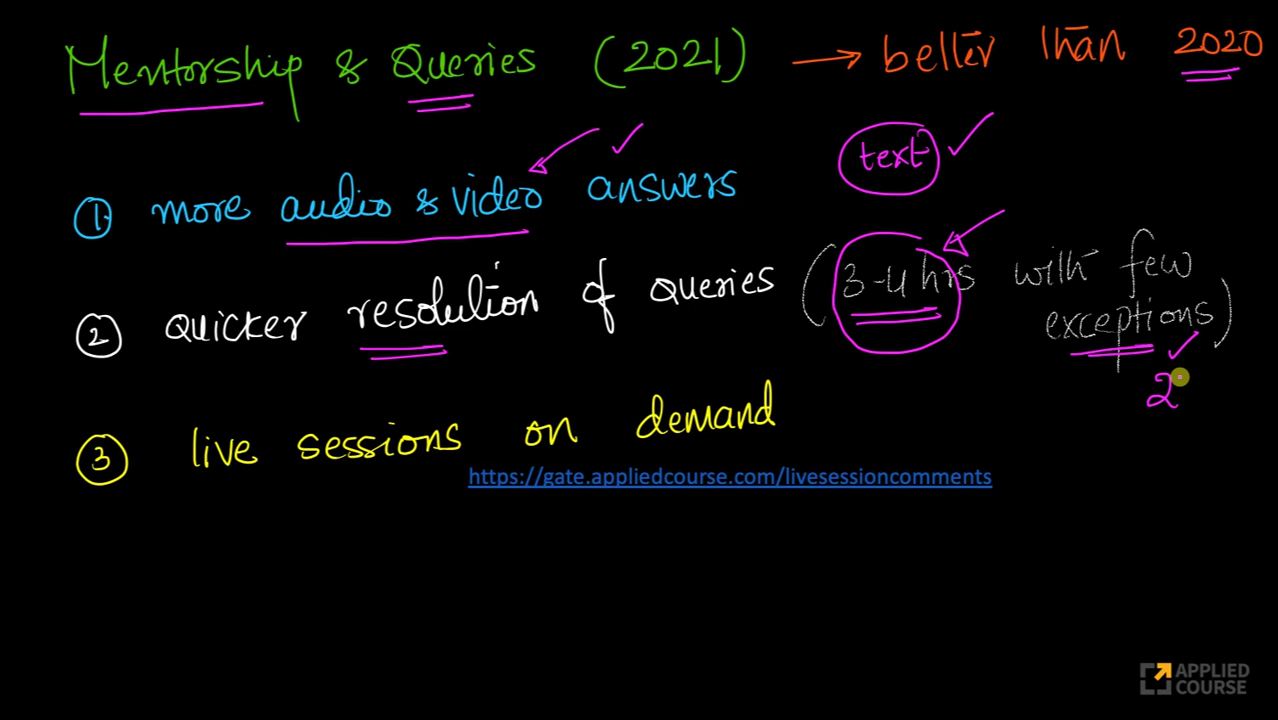 Mentorship & Queries (2021) → better than 2020
text ✓
① more audio & video answers ✓
② Quicker resolution of queries (3-4 hrs with few
exceptions)
2
③ live sessions on demand
https://gate.appliedcourse.com/livesessioncomments
APPLIED
COURSE